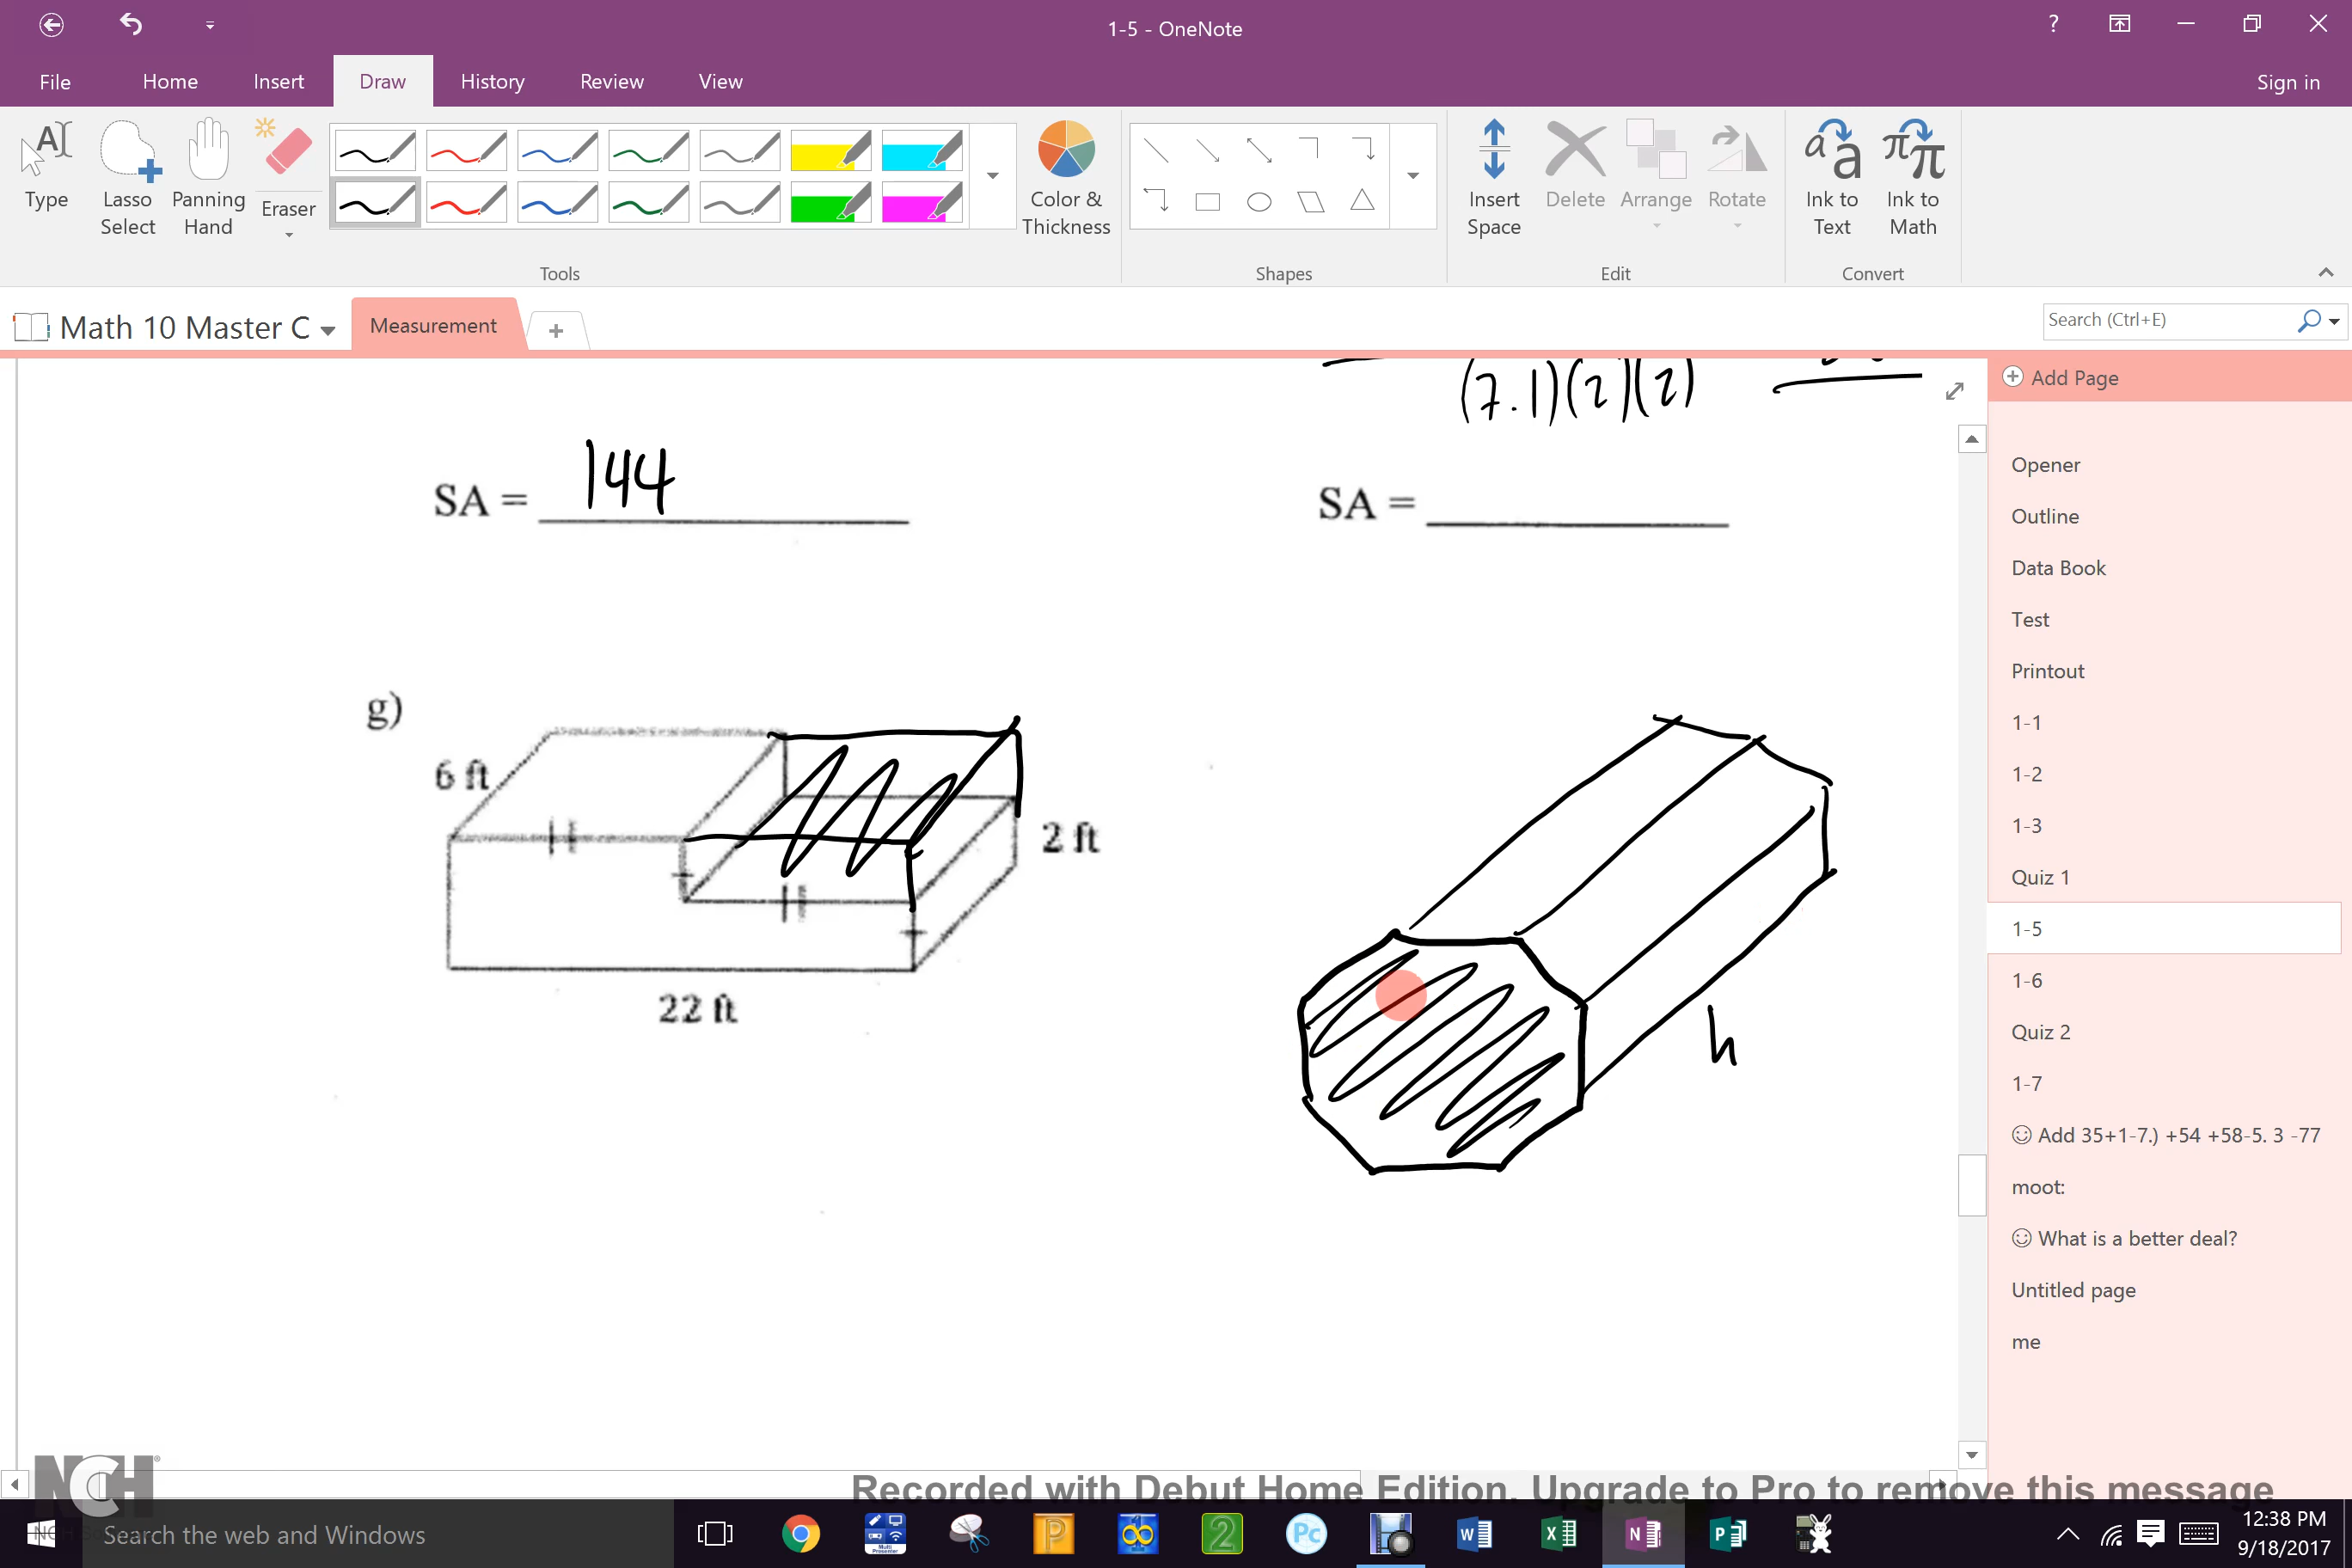 1-5 - OneNote
?
File Home Insert Draw History Review View Sign in
Type
Lasso Select
Panning Hand
Eraser
Color & Thickness
Insert Space
Delete
Arrange
Rotate
Ink to Text
Ink to Math
Tools
Shapes
Edit
Convert
Math 10 Master C
Measurement
+
Search (Ctrl+E)
Add Page
(7.1)(2)(2)
SA = 144
SA =
g)
6 ft
2 ft
22 ft
h
Opener
Outline
Data Book
Test
Printout
1-1
1-2
1-3
Quiz 1
1-5
1-6
Quiz 2
1-7
☺ Add 35+1-7.) +54 +58-5. 3 -77
moot:
☺ What is a better deal?
Untitled page
me
NCH
Recorded with Debut Home Edition. Upgrade to Pro to remove this message
Search the web and Windows
12:38 PM
9/18/2017